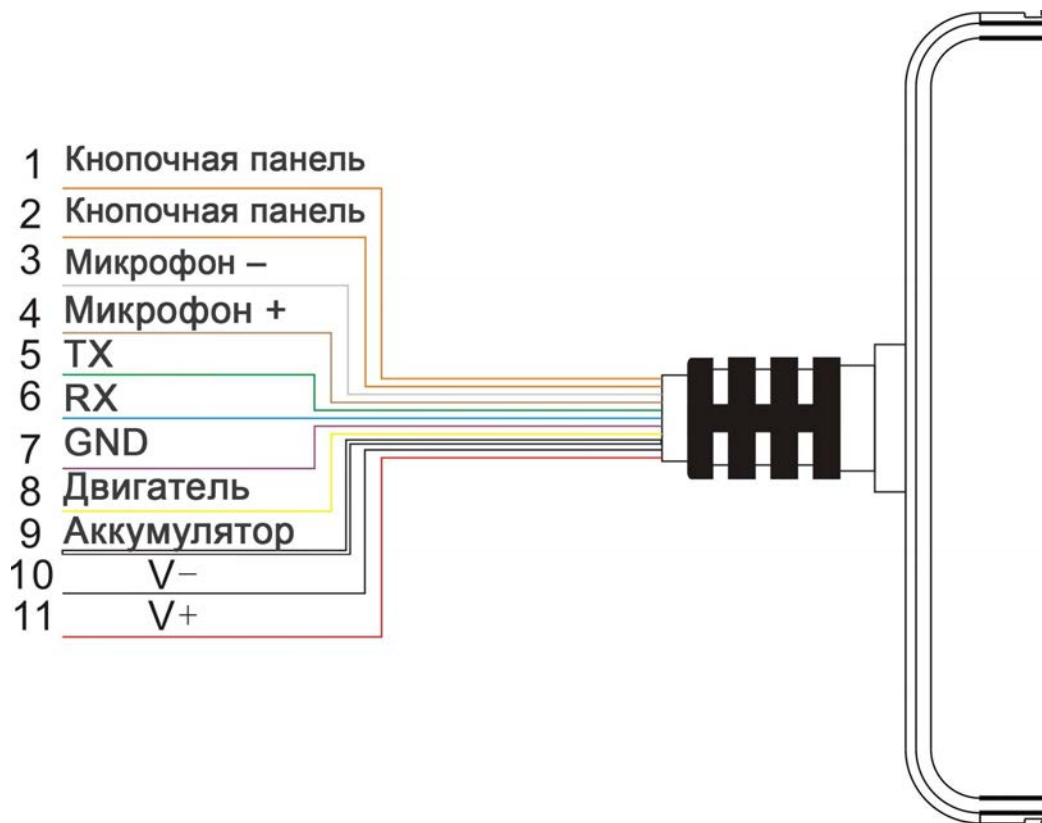 1 Кнопочная панель
2 Кнопочная панель
3 Микрофон –
4 Микрофон +
5 TX
6 RX
7 GND
8 Двигатель
9 Аккумулятор
10 V−
11 V+